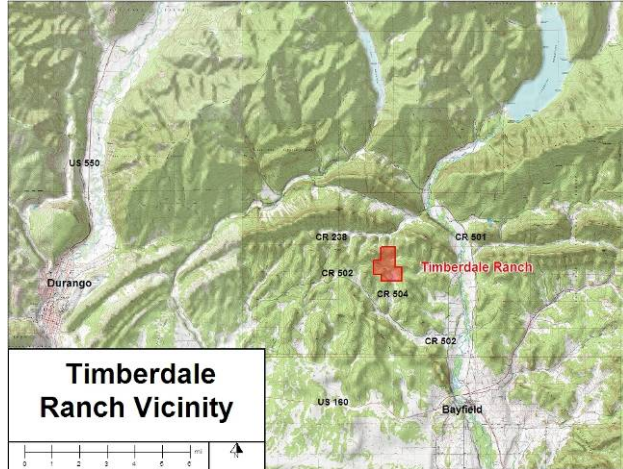 US 550
CR 238
CR 501
Timberdale Ranch
CR 502
Durango
CR 504
CR 502
US 160
Bayfield
Timberdale
Ranch Vicinity
0 1 2 3 4 5 6 mi
N